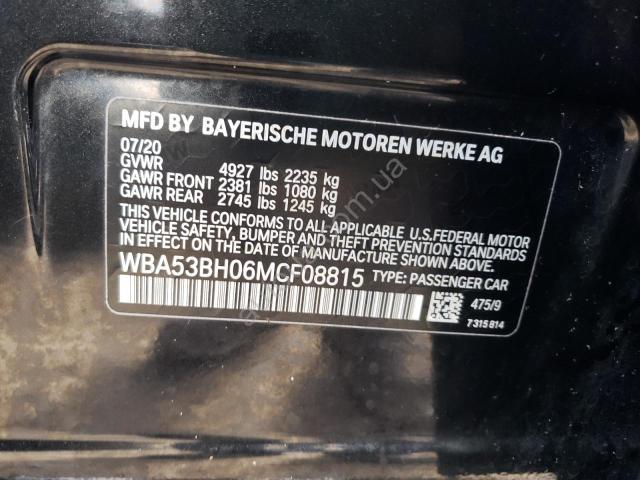 MFD BY BAYERISCHE MOTOREN WERKE AG
07/20
GVWR 4927 lbs 2235 kg
GAWR FRONT 2381 lbs 1080 kg
GAWR REAR 2745 lbs 1245 kg
THIS VEHICLE CONFORMS TO ALL APPLICABLE U.S.FEDERAL MOTOR
VEHICLE SAFETY, BUMPER AND THEFT PREVENTION STANDARDS
IN EFFECT ON THE DATE OF MANUFACTURE SHOWN ABOVE.
WBA53BH06MCF08815 TYPE: PASSENGER CAR
475/9
7315814